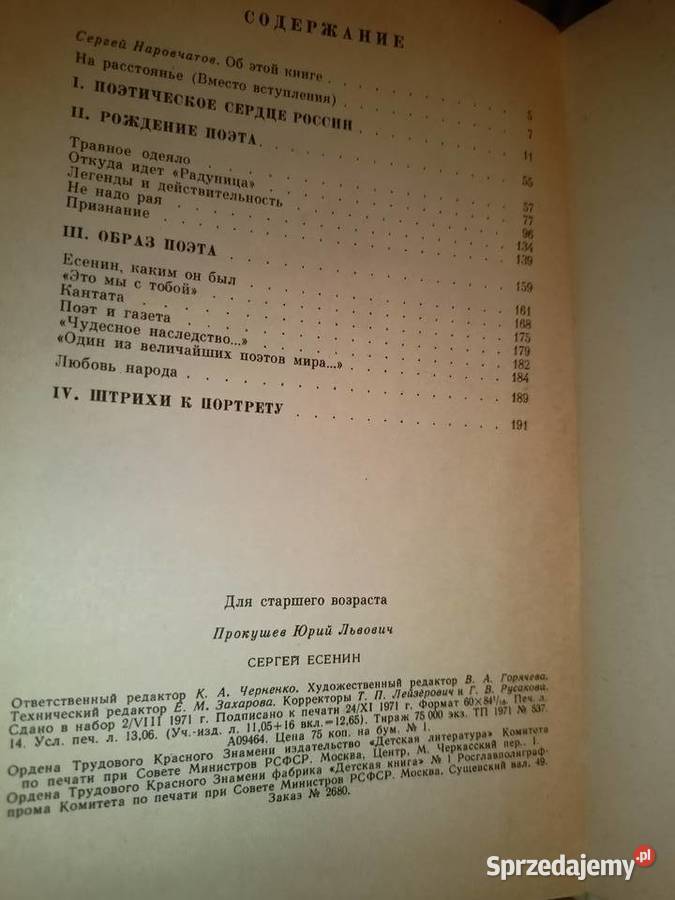 СОДЕРЖАНИЕ
Сергей Наровчатов. Об этой книге . . . 5
На расстоянье (Вместо вступления) . . . 7
I. ПОЭТИЧЕСКОЕ СЕРДЦЕ РОССИИ . . . 11
II. РОЖДЕНИЕ ПОЭТА . . . 55
Травное одеяло . . . 57
Откуда идет «Радуница» . . . 77
Легенды и действительность . . . 96
Не надо рая . . . 134
Признание . . . 139
III. ОБРАЗ ПОЭТА . . . 159
Есенин, каким он был . . . 161
«Это мы с тобой» . . . 168
Кантата . . . 175
Поэт и газета . . . 179
«Чудесное наследство...» . . . 182
«Один из величайших поэтов мира...» . . . 184
Любовь народа . . . 189
IV. ШТРИХИ К ПОРТРЕТУ . . . 191
Для старшего возраста
Прокушев Юрий Львович
СЕРГЕЙ ЕСЕНИН
Ответственный редактор К. А. Черненко. Художественный редактор В. А. Горячева.
Технический редактор Е. М. Захарова. Корректоры Т. П. Лейзерович и Г. В. Русакова.
Сдано в набор 2/VIII 1971 г. Подписано к печати 24/XI 1971 г. Формат 60×84 1/16. Печ. л.
14. Усл. печ. л. 13,06. (Уч.-изд. л. 11,05+16 вкл.=12,65). Тираж 75 000 экз. ТП 1971 № 537.
А09464. Цена 75 коп. на бум. № 1.
Ордена Трудового Красного Знамени издательство «Детская литература» Комитета
по печати при Совете Министров РСФСР. Москва, Центр, М. Черкасский пер., 1.
Ордена Трудового Красного Знамени фабрика «Детская книга» № 1 Росглавполиграф-
прома Комитета по печати при Совете Министров РСФСР. Москва, Сущевский вал, 49.
Заказ № 2680.
Sprzedajemy.pl